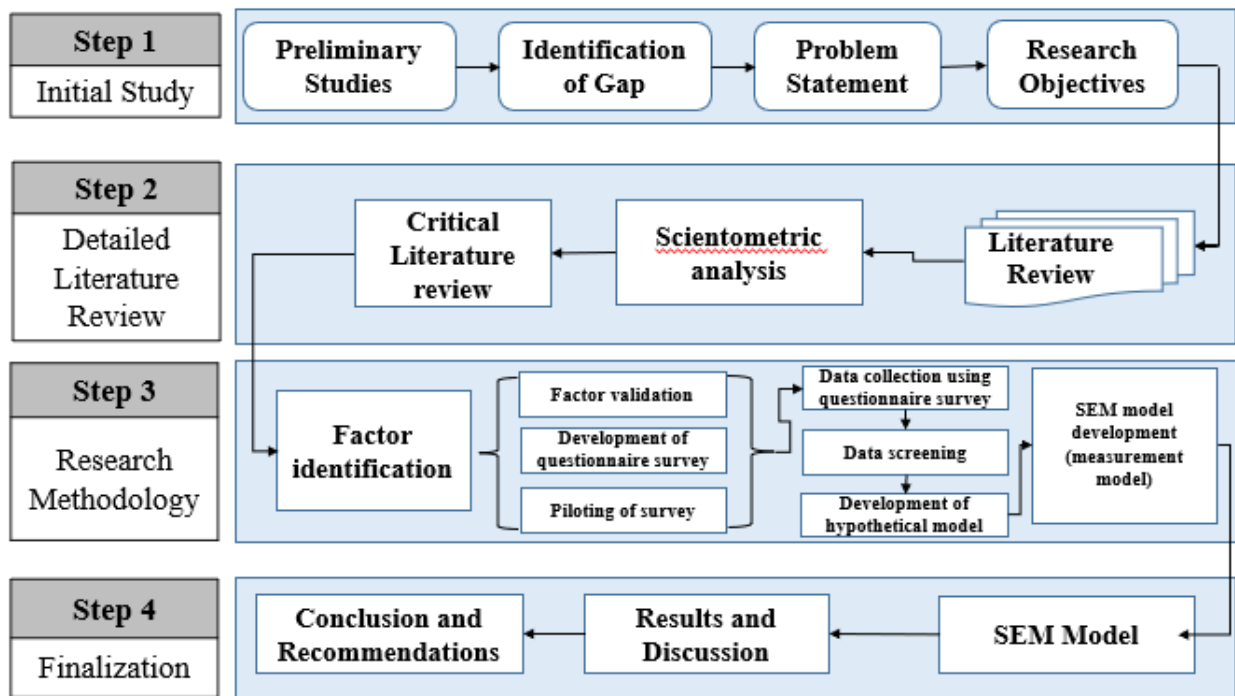 Step 1
Initial Study
Preliminary
Studies
Identification
of Gap
Problem
Statement
Research
Objectives
Step 2
Detailed
Literature
Review
Critical
Literature
review
Scientometric
analysis
Literature
Review
Step 3
Research
Methodology
Factor
identification
Factor validation
Development of
questionnaire survey
Piloting of survey
Data collection using
questionnaire survey
Data screening
Development of
hypothetical model
SEM model
development
(measurement
model)
Step 4
Finalization
Conclusion and
Recommendations
Results and
Discussion
SEM Model